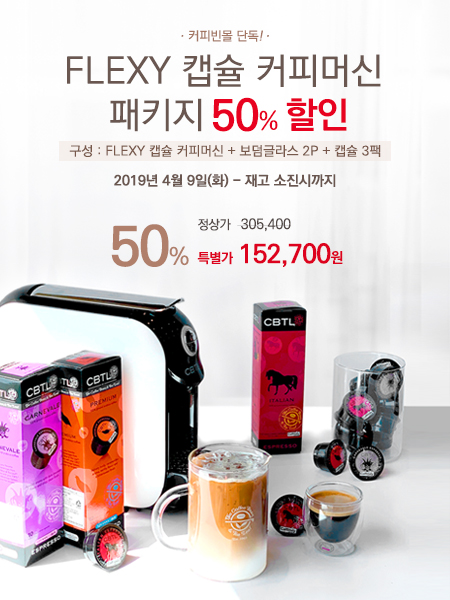 · 커피빈몰 단독! ·
FLEXY 캡슐 커피머신
패키지 50% 할인
구성 : FLEXY 캡슐 커피머신 + 보덤글라스 2P + 캡슐 3팩
2019년 4월 9일(화) – 재고 소진시까지
50%
정상가 305,400
특별가 152,700원
CBTL
CBTL
CBTL
PREMIUM
ITALIAN
ESPRESSO